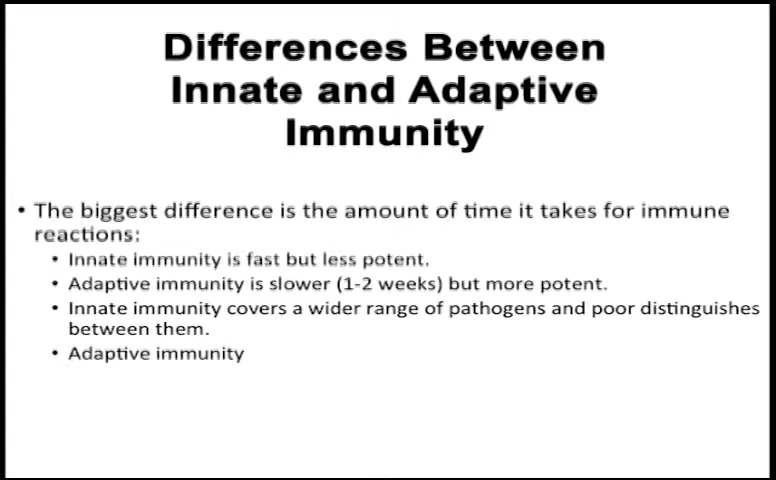 Differences Between
Innate and Adaptive
Immunity
• The biggest difference is the amount of time it takes for immune
reactions:
• Innate immunity is fast but less potent.
• Adaptive immunity is slower (1-2 weeks) but more potent.
• Innate immunity covers a wider range of pathogens and poor distinguishes
between them.
• Adaptive immunity